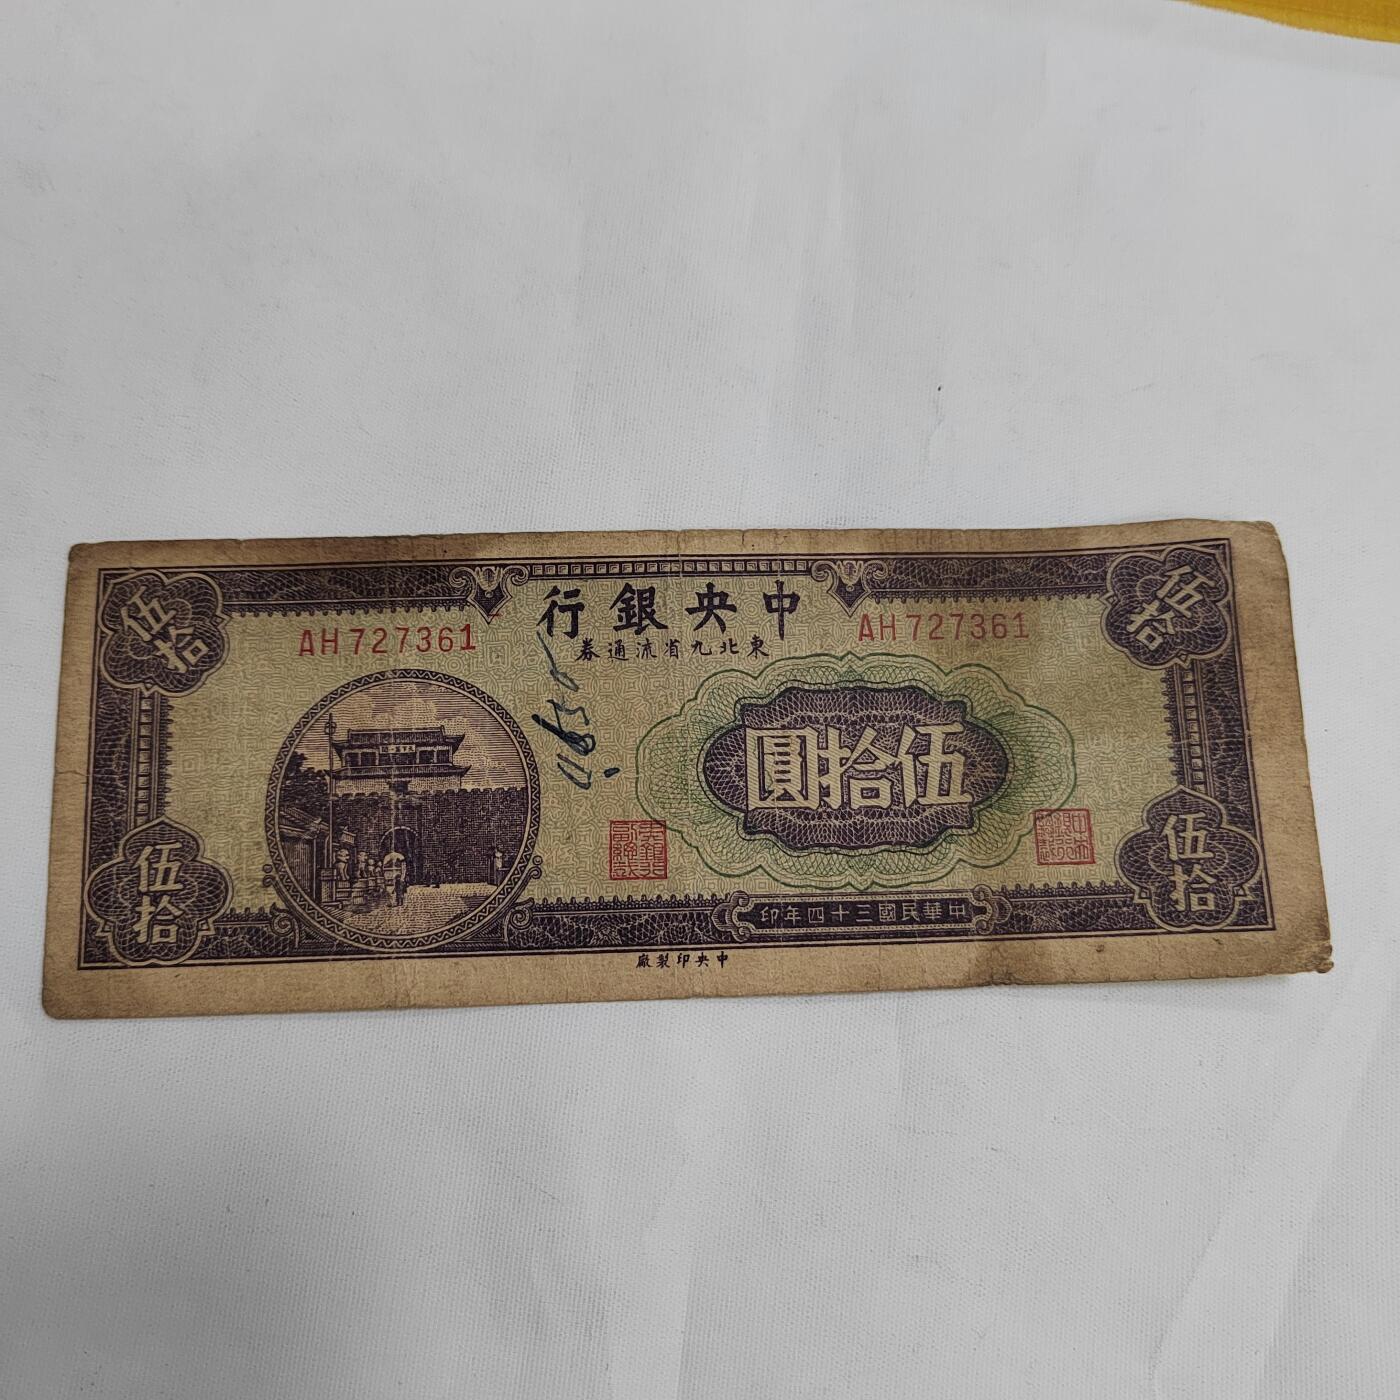 中央銀行
東北九省流通券
AH727361
AH727361
伍拾
伍拾
伍拾圓
伍拾
伍拾
中華民國三十四年印
中央印製廠